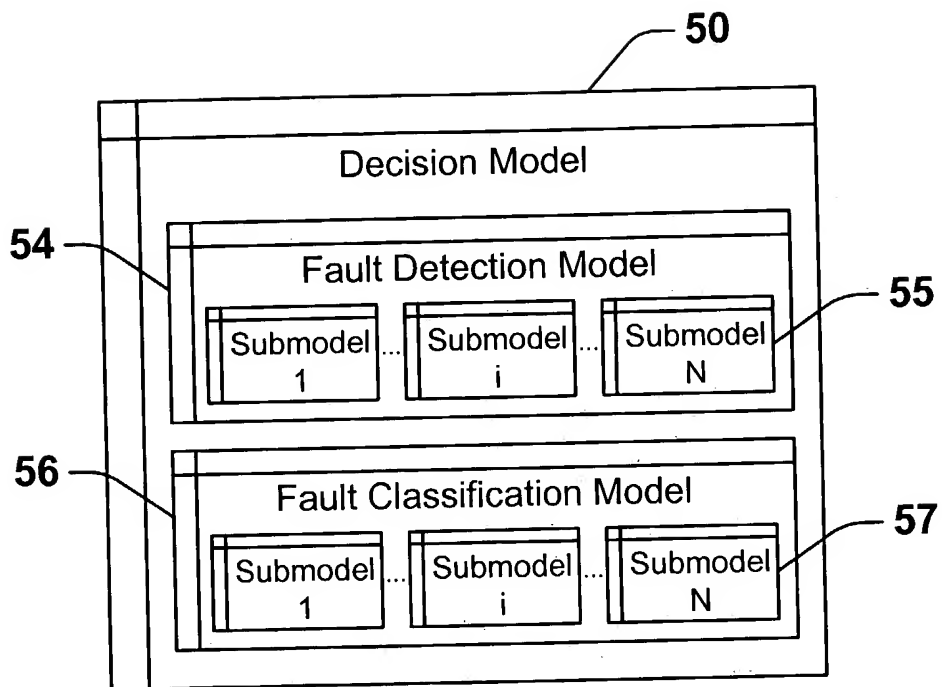 50
Decision Model
54
Fault Detection Model
55
Submodel ... Submodel ... Submodel
1 i N
56
Fault Classification Model
57
Submodel ... Submodel ... Submodel
1 i N